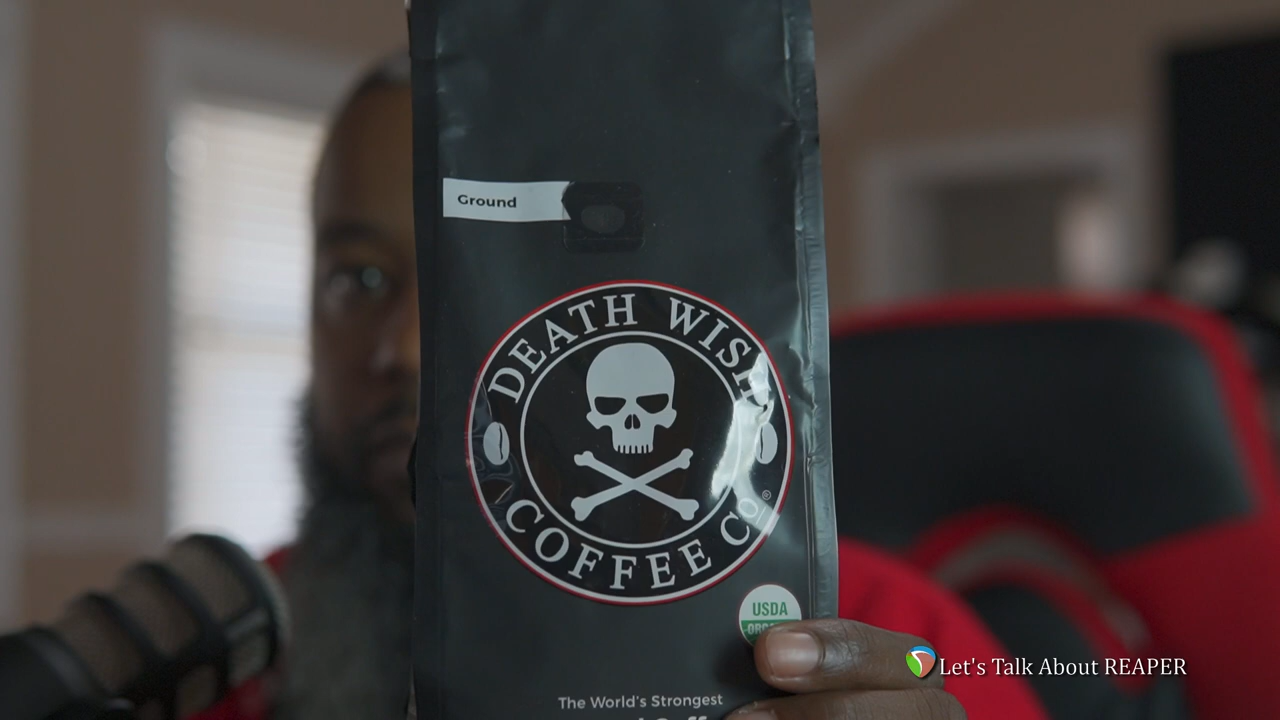 Ground
DEATH WISH
COFFEE Co.
®
USDA
The World's Strongest
Let's Talk About REAPER